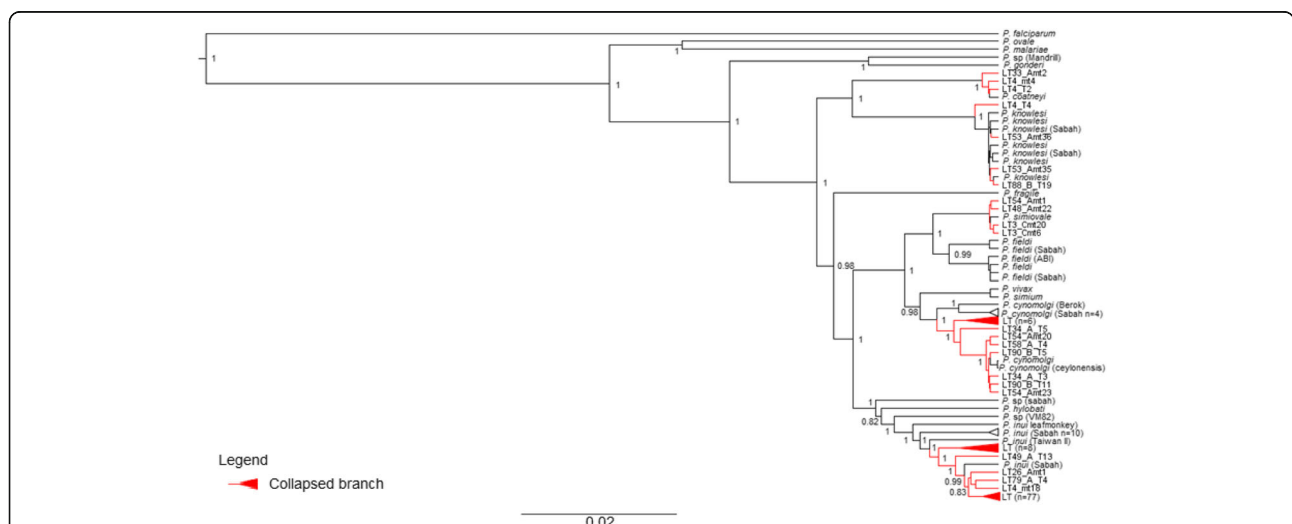 P. falciparum
P. ovale
P. malariae
P. sp (Mandrill)
P. gonderi
LT33_Amt2
LT4_mt4
LT4_T2
P. coatneyi
LT4_T4
P. knowlesi
P. knowlesi
P. knowlesi (Sabah)
LT53_Amt36
P. knowlesi
P. knowlesi (Sabah)
P. knowlesi
LT53_Amt35
P. knowlesi
LT88_B_T19
P. fragile
LT54_Amt1
LT48_Amt22
P. simiovale
LT3_Cmt20
LT3_Cmt6
P. fieldi
P. fieldi (Sabah)
P. fieldi (ABI)
P. fieldi
P. fieldi (Sabah)
P. vivax
P. simium
P. cynomolgi (Berok)
P. cynomolgi (Sabah n=4)
LT (n=6)
LT34_A_T5
LT54_Amt20
LT58_A_T4
LT90_B_T5
P. cynomolgi
P. cynomolgi (ceylonensis)
LT34_A_T3
LT90_B_T11
LT54_Amt23
P. sp (sabah)
P. hylobati
P. sp (VM82)
P. inui leafmonkey)
P. inui (Sabah n=10)
P. inui (Taiwan II)
LT (n=8)
LT49_A_T13
P. inui (Sabah)
LT26_Amt1
LT79_A_T4
LT4_mt18
LT (n=77)
1
1
1
1
1
1
1
1
1
0.98
1
1
0.99
1
0.98
1
1
1
1
1
0.82
1
1
1
1
1
0.99
0.83
Legend
Collapsed branch
0.02